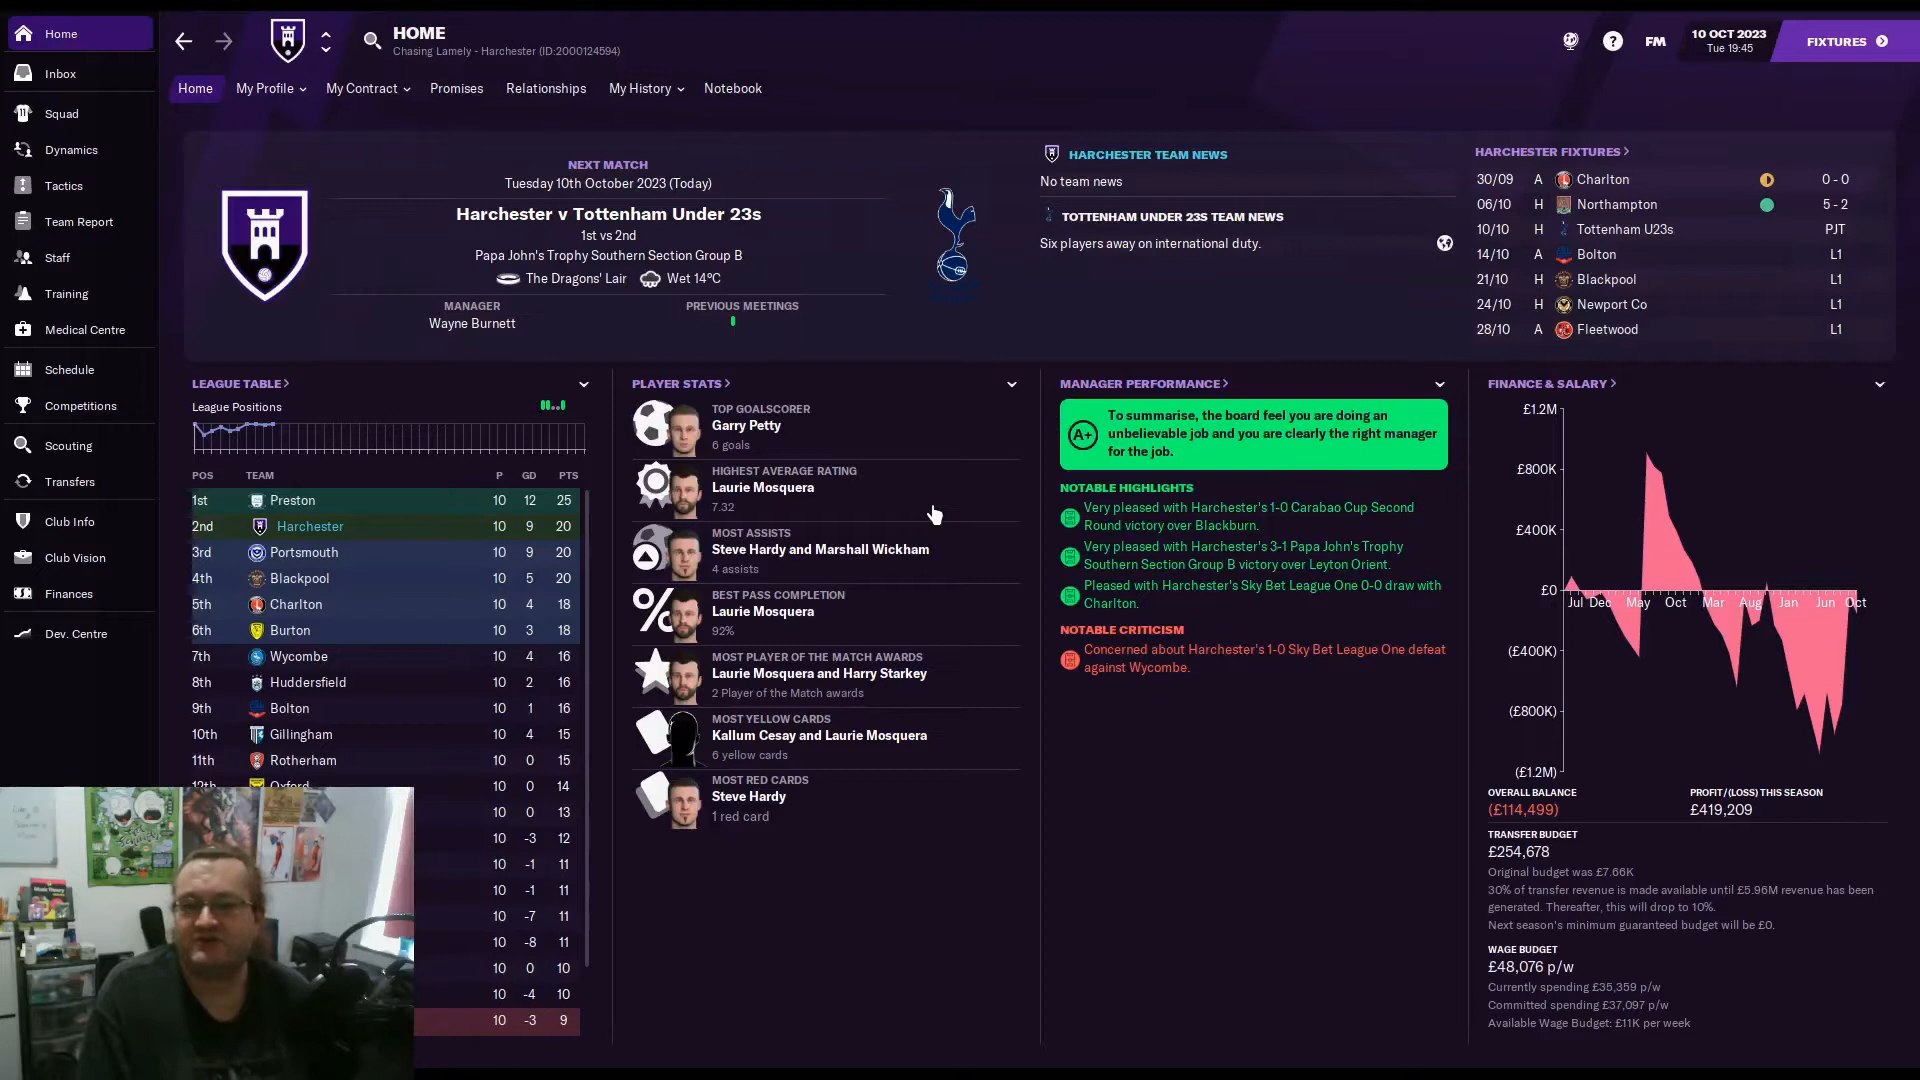 Home
Inbox
Squad
Dynamics
Tactics
Team Report
Staff
Training
Medical Centre
Schedule
Competitions
Scouting
Transfers
Club Info
Club Vision
Finances
Dev. Centre
HOME
Chasing Lamely - Harchester (ID:2000124594)
FM
10 OCT 2023
Tue 19:45
FIXTURES
Home
My Profile
My Contract
Promises
Relationships
My History
Notebook
NEXT MATCH
Tuesday 10th October 2023 (Today)
Harchester v Tottenham Under 23s
1st vs 2nd
Papa John's Trophy Southern Section Group B
The Dragons' Lair Wet 14ºC
MANAGER
Wayne Burnett
PREVIOUS MEETINGS
HARCHESTER TEAM NEWS
No team news
TOTTENHAM UNDER 23S TEAM NEWS
Six players away on international duty.
HARCHESTER FIXTURES
30/09 A Charlton 0 - 0
06/10 H Northampton 5 - 2
10/10 H Tottenham U23s PJT
14/10 A Bolton L1
21/10 H Blackpool L1
24/10 H Newport Co L1
28/10 A Fleetwood L1
LEAGUE TABLE
League Positions
POS TEAM P GD PTS
1st Preston 10 12 25
2nd Harchester 10 9 20
3rd Portsmouth 10 9 20
4th Blackpool 10 5 20
5th Charlton 10 4 18
6th Burton 10 3 18
7th Wycombe 10 4 16
8th Huddersfield 10 2 16
9th Bolton 10 1 16
10th Gillingham 10 4 15
11th Rotherham 10 0 15
12th Oxford 10 0 14
10 0 13
10 -3 12
10 -1 11
10 -1 11
10 -7 11
10 -8 11
10 0 10
10 -4 10
10 -3 9
PLAYER STATS
TOP GOALSCORER
Garry Petty
6 goals
HIGHEST AVERAGE RATING
Laurie Mosquera
7.32
MOST ASSISTS
Steve Hardy and Marshall Wickham
4 assists
BEST PASS COMPLETION
Laurie Mosquera
92%
MOST PLAYER OF THE MATCH AWARDS
Laurie Mosquera and Harry Starkey
2 Player of the Match awards
MOST YELLOW CARDS
Kallum Cesay and Laurie Mosquera
6 yellow cards
MOST RED CARDS
Steve Hardy
1 red card
MANAGER PERFORMANCE
A+
To summarise, the board feel you are doing an
unbelievable job and you are clearly the right manager
for the job.
NOTABLE HIGHLIGHTS
Very pleased with Harchester's 1-0 Carabao Cup Second
Round victory over Blackburn.
Very pleased with Harchester's 3-1 Papa John's Trophy
Southern Section Group B victory over Leyton Orient.
Pleased with Harchester's Sky Bet League One 0-0 draw with
Charlton.
NOTABLE CRITICISM
Concerned about Harchester's 1-0 Sky Bet League One defeat
against Wycombe.
FINANCE & SALARY
£1.2M
£800K
£400K
£0
Jul Dec May Oct Mar Aug Jan Jun Oct
(£400K)
(£800K)
(£1.2M)
OVERALL BALANCE
(£114,499)
PROFIT/(LOSS) THIS SEASON
£419,209
TRANSFER BUDGET
£254,678
Original budget was £7.66K
30% of transfer revenue is made available until £5.96M revenue has been
generated. Thereafter, this will drop to 10%.
Next season's minimum guaranteed budget will be £0.
WAGE BUDGET
£48,076 p/w
Currently spending £35,359 p/w
Committed spending £37,097 p/w
Available Wage Budget: £11K per week